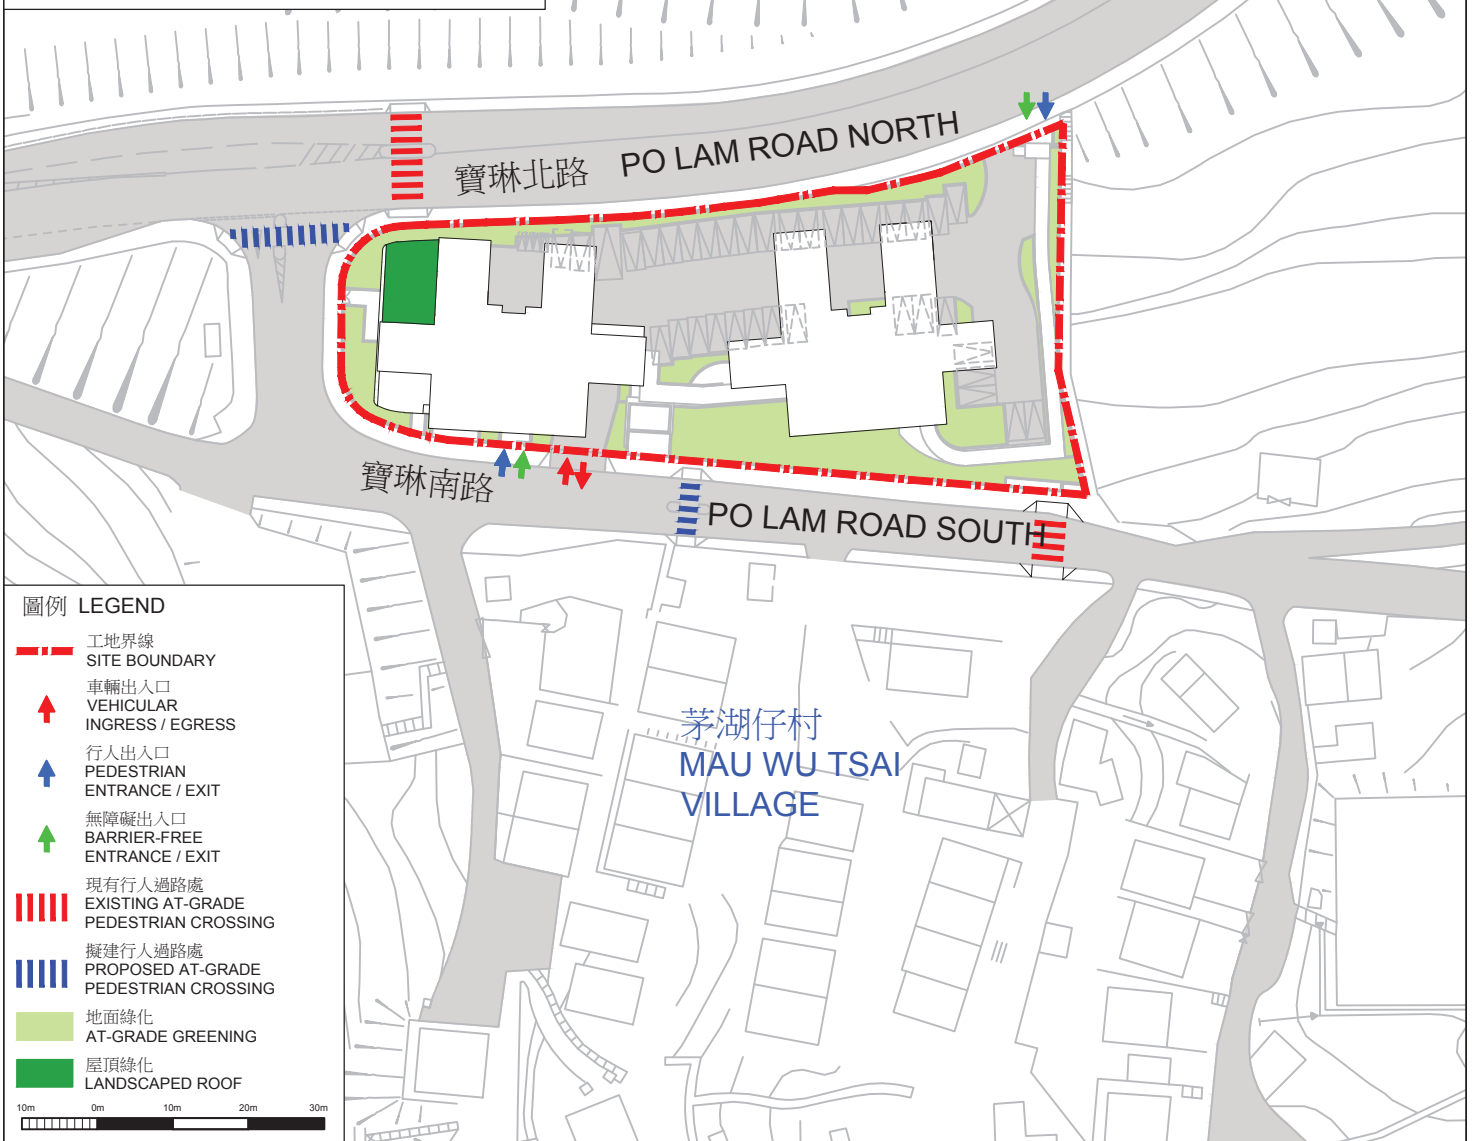 寶琳北路 PO LAM ROAD NORTH
寶琳南路
PO LAM ROAD SOUTH
茅湖仔村
MAU WU TSAI
VILLAGE
圖例 LEGEND
工地界線
SITE BOUNDARY
車輛出入口
VEHICULAR
INGRESS / EGRESS
行人出入口
PEDESTRIAN
ENTRANCE / EXIT
無障礙出入口
BARRIER-FREE
ENTRANCE / EXIT
現有行人過路處
EXISTING AT-GRADE
PEDESTRIAN CROSSING
擬建行人過路處
PROPOSED AT-GRADE
PEDESTRIAN CROSSING
地面綠化
AT-GRADE GREENING
屋頂綠化
LANDSCAPED ROOF
10m 0m 10m 20m 30m